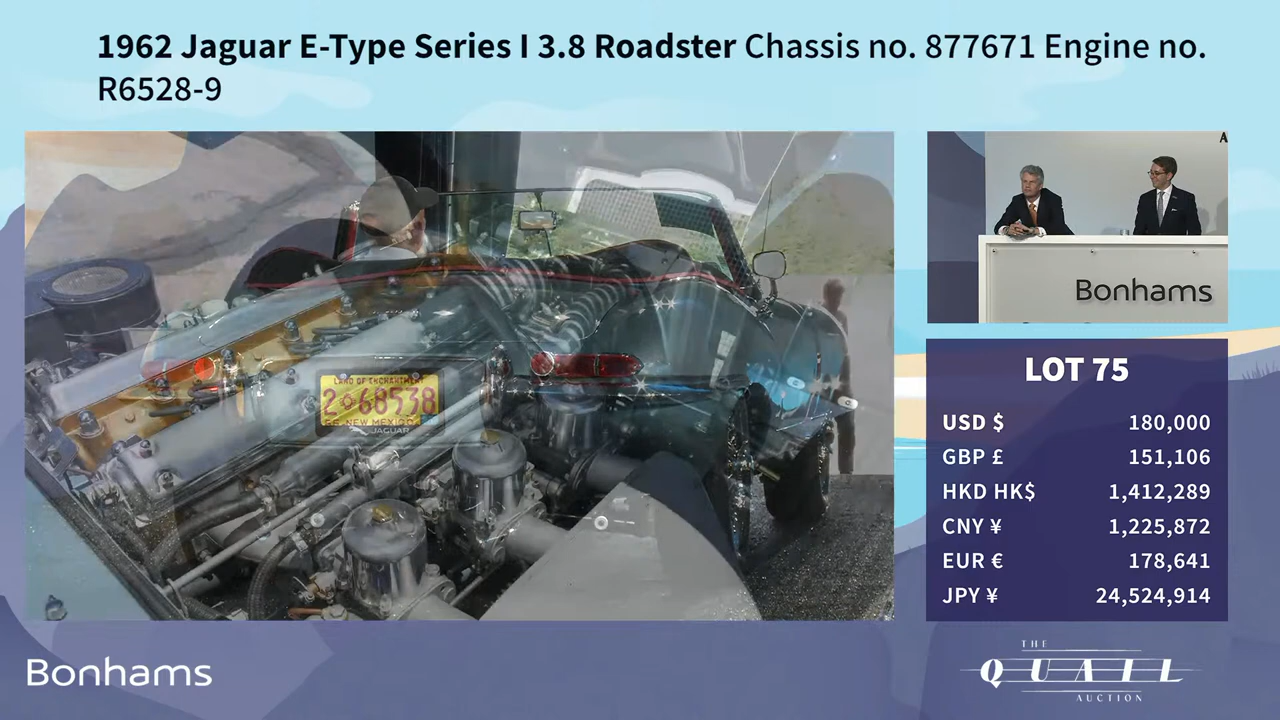 1962 Jaguar E-Type Series I 3.8 Roadster Chassis no. 877671 Engine no.
R6528-9
A
Bonhams
LAND OF ENCHANTMENT
2 68538
NEW MEXICO
JAGUAR
LOT 75
USD $ 180,000
GBP £ 151,106
HKD HK$ 1,412,289
CNY ¥ 1,225,872
EUR € 178,641
JPY ¥ 24,524,914
Bonhams
THE
QUAIL
AUCTION